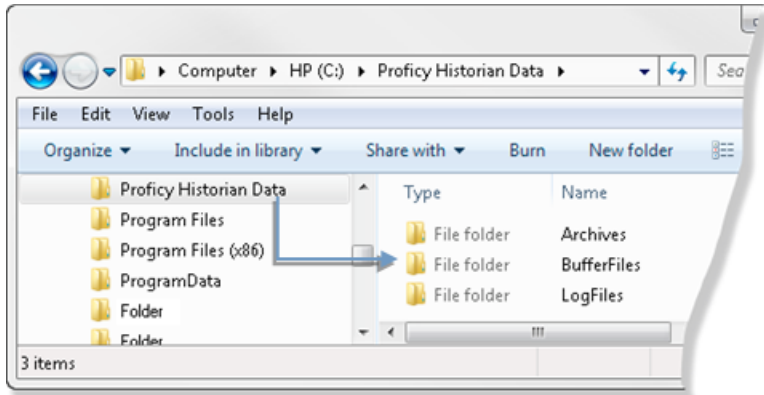 Computer HP (C:) Proficy Historian Data
File Edit View Tools Help
Organize Include in library Share with Burn New folder
Proficy Historian Data
Program Files
Program Files (x86)
ProgramData
Folder
Folder
Type Name
File folder Archives
File folder BufferFiles
File folder LogFiles
3 items